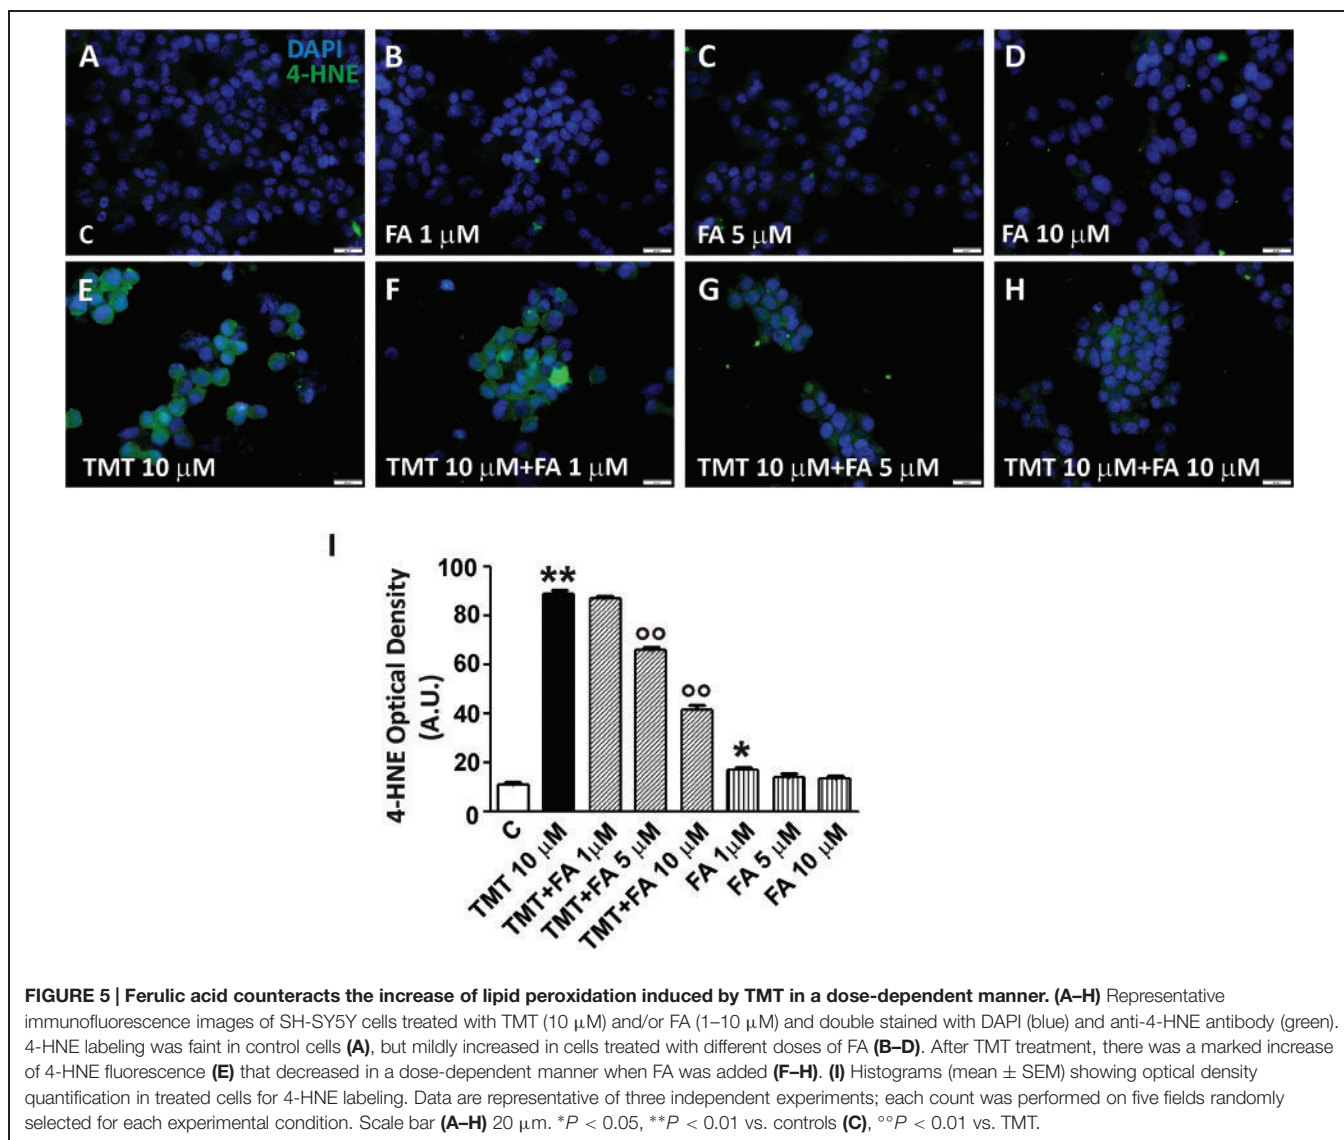 A
DAPI
4-HNE
C
B
FA 1 μM
C
FA 5 μM
D
FA 10 μM
E
TMT 10 μM
F
TMT 10 μM+FA 1 μM
G
TMT 10 μM+FA 5 μM
H
TMT 10 μM+FA 10 μM
I
4-HNE Optical Density
(A.U.)
100
80
60
40
20
0
**
°°
°°
*
C
TMT 10 μM
TMT+FA 1μM
TMT+FA 5 μM
TMT+FA 10 μM
FA 1μM
FA 5 μM
FA 10 μM
FIGURE 5 | Ferulic acid counteracts the increase of lipid peroxidation induced by TMT in a dose-dependent manner. (A–H) Representative
immunofluorescence images of SH-SY5Y cells treated with TMT (10 μM) and/or FA (1–10 μM) and double stained with DAPI (blue) and anti-4-HNE antibody (green).
4-HNE labeling was faint in control cells (A), but mildly increased in cells treated with different doses of FA (B–D). After TMT treatment, there was a marked increase
of 4-HNE fluorescence (E) that decreased in a dose-dependent manner when FA was added (F–H). (I) Histograms (mean ± SEM) showing optical density
quantification in treated cells for 4-HNE labeling. Data are representative of three independent experiments; each count was performed on five fields randomly
selected for each experimental condition. Scale bar (A–H) 20 μm. *P < 0.05, **P < 0.01 vs. controls (C), °°P < 0.01 vs. TMT.